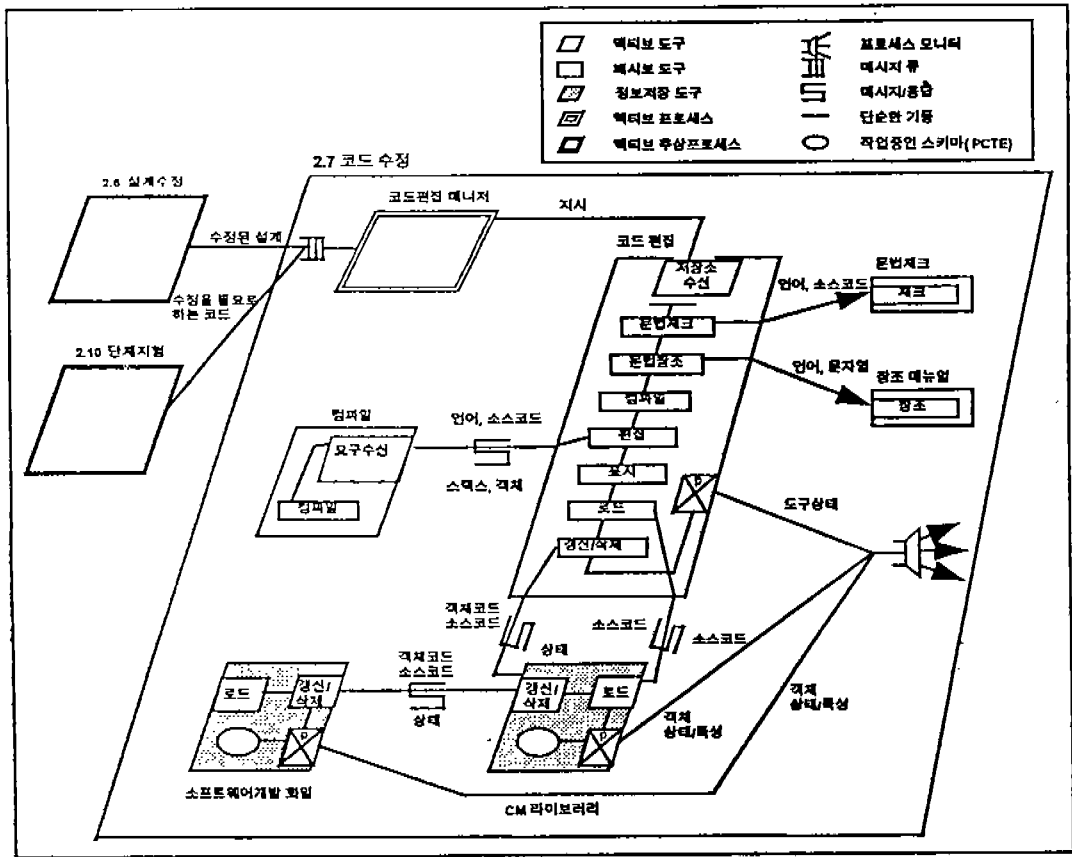 액티브 도구
패시브 도구
정보저장 도구
액티브 프로세스
액티브 추상프로세스
프로세스 모니터
메시지 큐
메시지/응답
단순한 기동
작업중인 스키마(PCTE)
2.7 코드 수정
2.6 설계수정
코드편집 매니저
지시
수정된 설계
코드 편집
저장소
수신
문법체크
언어, 소스코드
체크
수정을 필요로
하는 코드
문법체크
2.10 단체시험
문법참조
언어, 문자열
참조 매뉴얼
참조
컴파일
컴파일
언어, 소스코드
편집
요구수신
스덱스, 객체
표시
P
도구상태
컴파일
로드
갱신/삭제
객체코드
소스코드
소스코드
소스코드
상태
객체코드
소스코드
로드
갱신/
삭제
상태
갱신/
삭제
로드
객체
상태/특성
객체
상태/특성
P
P
소프트웨어개발 화일
CM 라이브러리